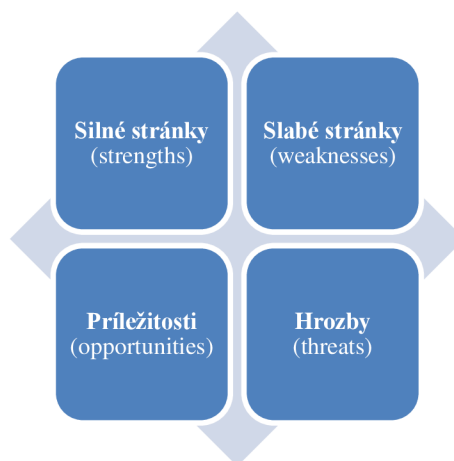 Silné stránky
(strengths)
Slabé stránky
(weaknesses)
Príležitosti
(opportunities)
Hrozby
(threats)